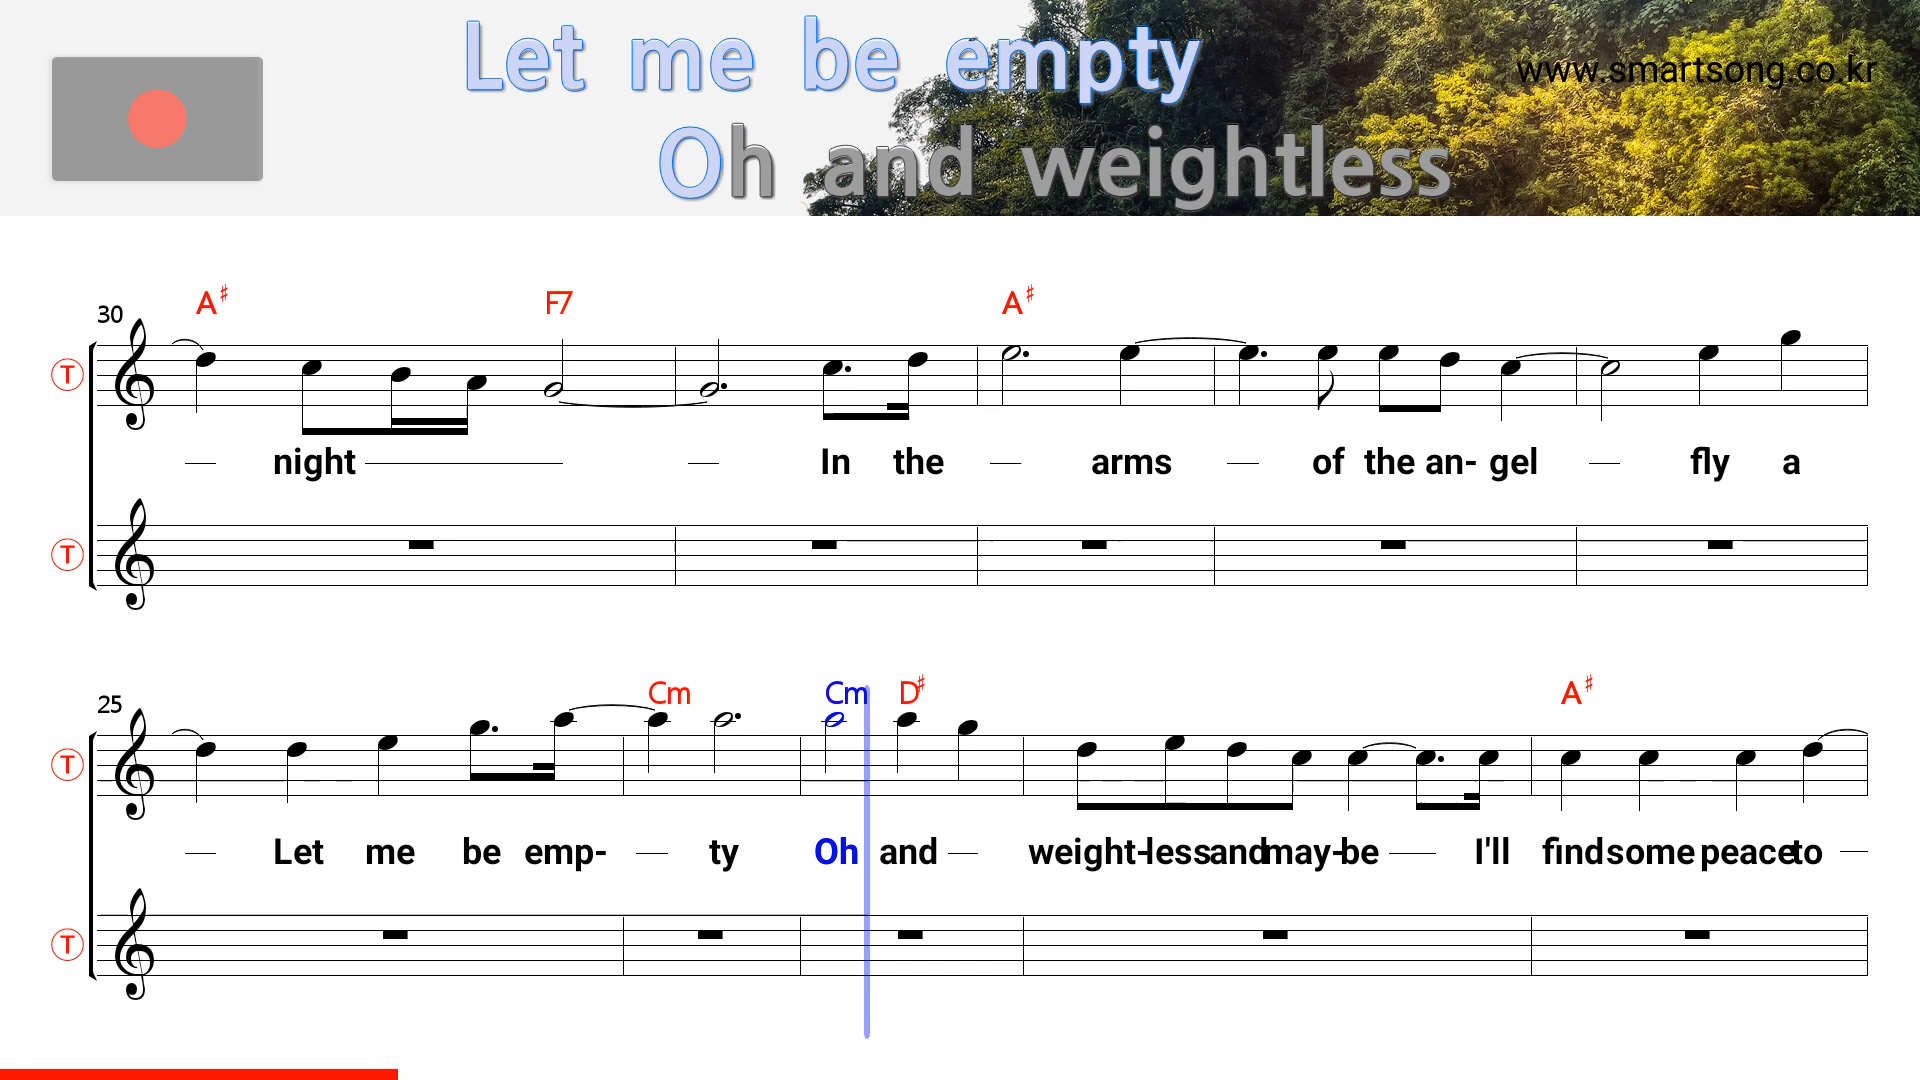 Let me be empty
Oh and weightless
www.smartsong.co.kr
30
A♯ F7 A♯
T
night In the arms of the an- gel fly a
T
25
Cm Cm D♯ A♯
T
Let me be emp- ty Oh and weight-less and may-be I'll find some peace to
T